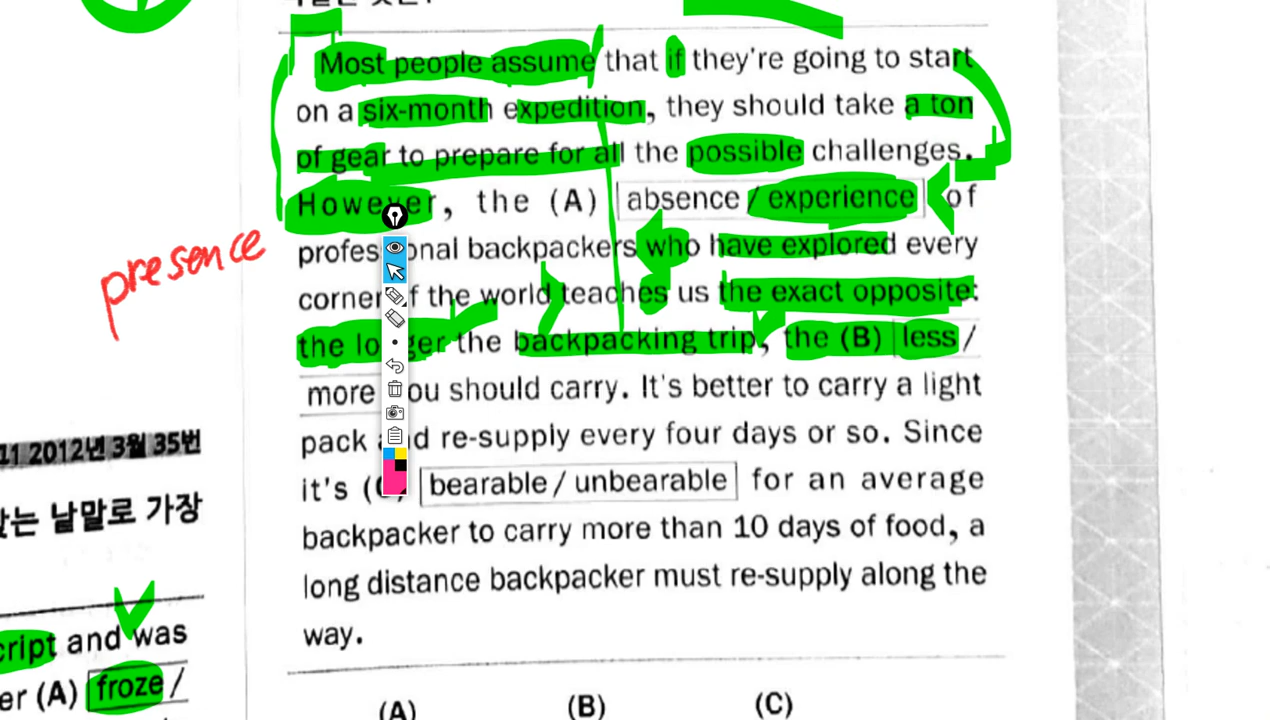 Most people assume that if they're going to start
on a six-month expedition, they should take a ton
of gear to prepare for all the possible challenges.
However, the (A) absence / experience of
presence
professional backpackers who have explored every
corner of the world teaches us the exact opposite:
the longer the backpacking trip, the (B) less /
more you should carry. It's better to carry a light
pack and re-supply every four days or so. Since
it's (C) bearable / unbearable for an average
backpacker to carry more than 10 days of food, a
long distance backpacker must re-supply along the
way.
(A) (B) (C)
11 2012년 3월 35번
맞는 낱말로 가장
cript and was
er (A) froze /